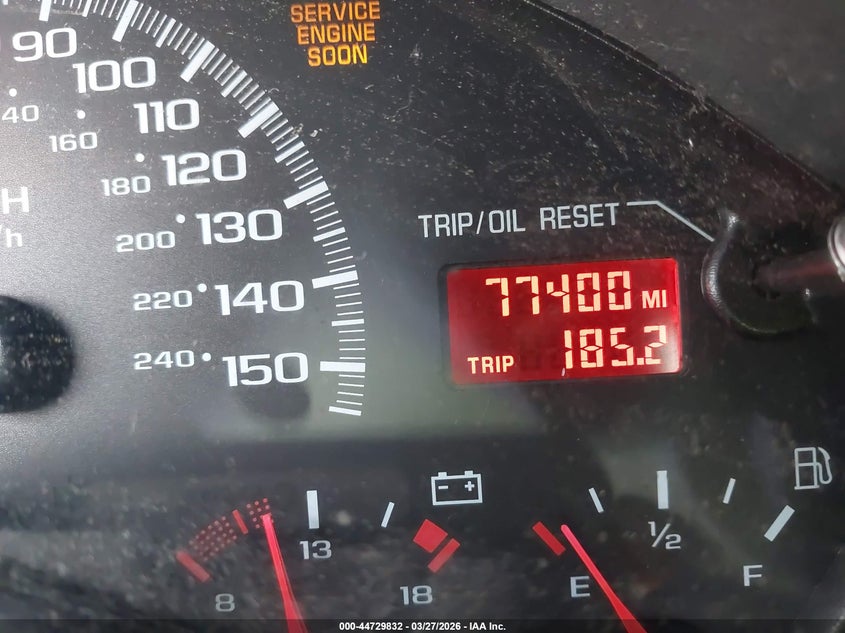 SERVICE
ENGINE
SOON
90
100
110
120
130
140
150
160
180
200
220
240
TRIP/OIL RESET
77400 MI
TRIP 185.2
8
13
18
E
½
F
000-44729832 - 03/27/2026 - IAA Inc.